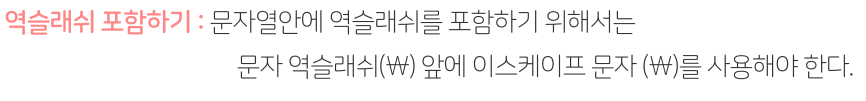 역슬래쉬 포함하기 : 문자열안에 역슬래쉬를 포함하기 위해서는
문자 역슬래쉬(₩) 앞에 이스케이프 문자 (₩)를 사용해야 한다.